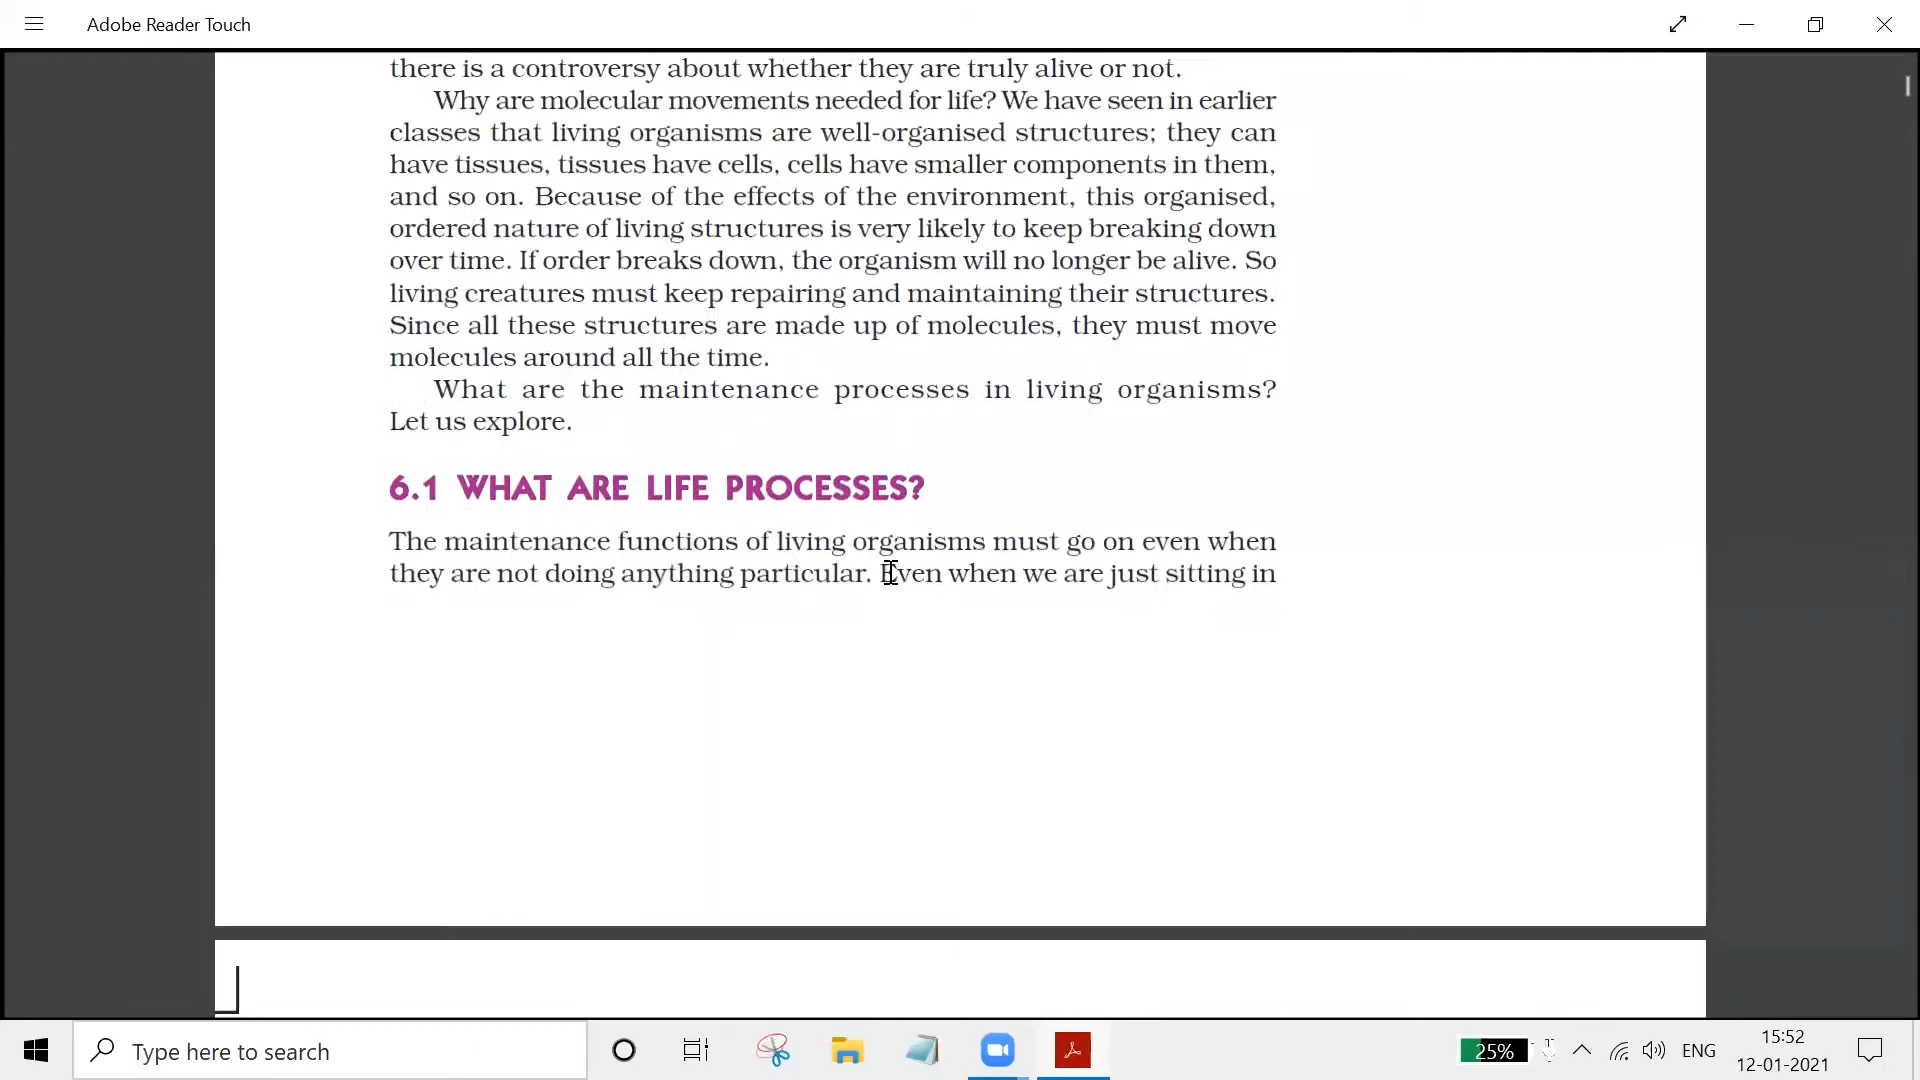 Adobe Reader Touch
there is a controversy about whether they are truly alive or not.
Why are molecular movements needed for life? We have seen in earlier
classes that living organisms are well-organised structures; they can
have tissues, tissues have cells, cells have smaller components in them,
and so on. Because of the effects of the environment, this organised,
ordered nature of living structures is very likely to keep breaking down
over time. If order breaks down, the organism will no longer be alive. So
living creatures must keep repairing and maintaining their structures.
Since all these structures are made up of molecules, they must move
molecules around all the time.
What are the maintenance processes in living organisms?
Let us explore.
6.1 WHAT ARE LIFE PROCESSES?
The maintenance functions of living organisms must go on even when
they are not doing anything particular. Even when we are just sitting in
Type here to search
25%
ENG
15:52
12-01-2021